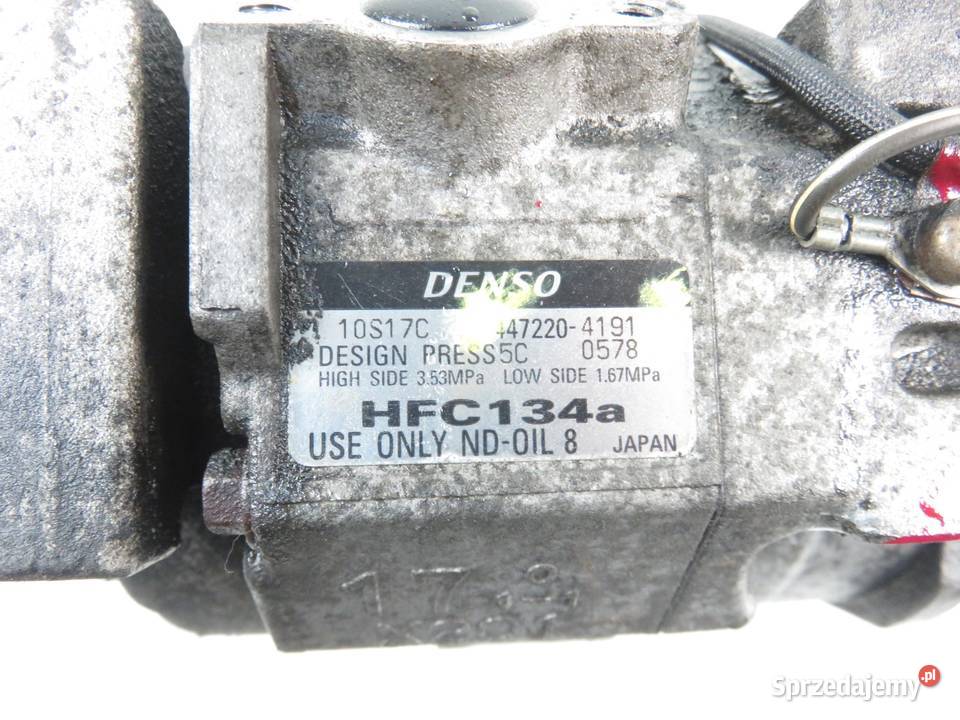 DENSO
10S17C 447220-4191
DESIGN PRESS5C 0578
HIGH SIDE 3.53MPa LOW SIDE 1.67MPa
HFC134a
USE ONLY ND-OIL 8 JAPAN
17
Sprzedajemy.pl